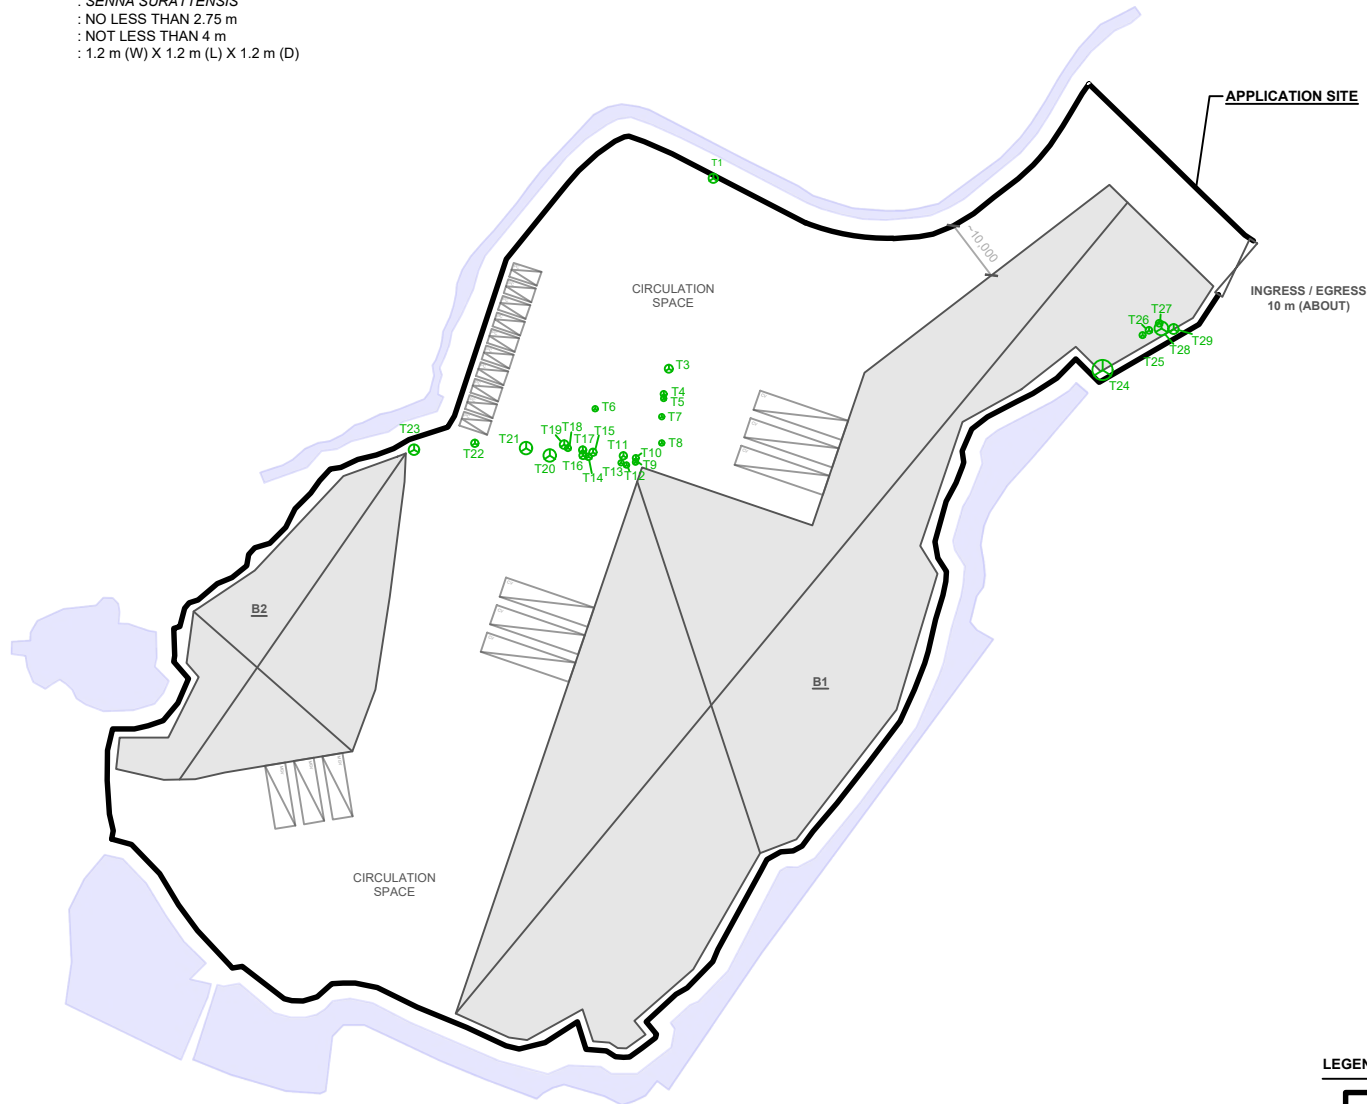 : SENNA SURATTENSIS
: NO LESS THAN 2.75 m
: NOT LESS THAN 4 m
: 1.2 m (W) X 1.2 m (L) X 1.2 m (D)
APPLICATION SITE
T1
~10,000
CIRCULATION
SPACE
INGRESS / EGRESS
10 m (ABOUT)
T27
T26
T29
T28
T25
T24
T3
T4
T5
T6
T7
T8
T23
T22
T21
T20
T19
T18
T17
T16
T15
T14
T11
T13
T12
T10
T9
B2
B1
CIRCULATION
SPACE